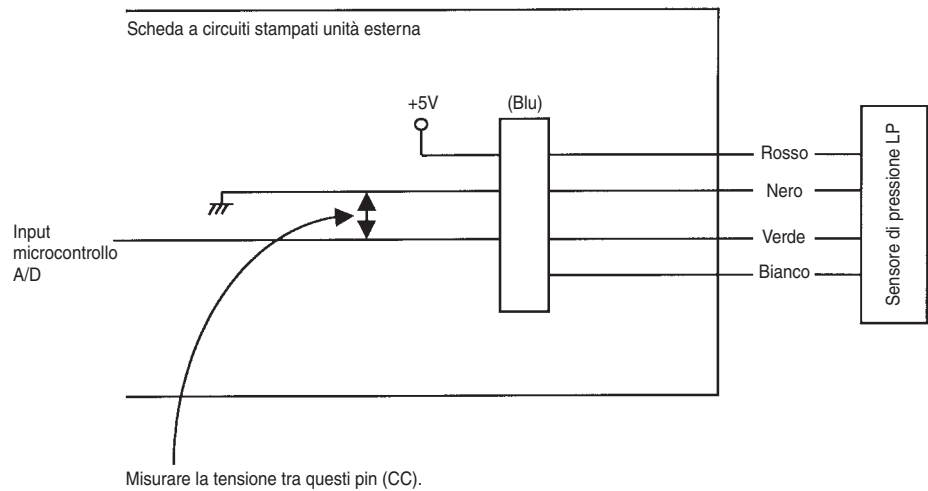 Scheda a circuiti stampati unità esterna
+5V
(Blu)
Rosso
Nero
Verde
Bianco
Sensore di pressione LP
Input
microcontrollo
A/D
Misurare la tensione tra questi pin (CC).